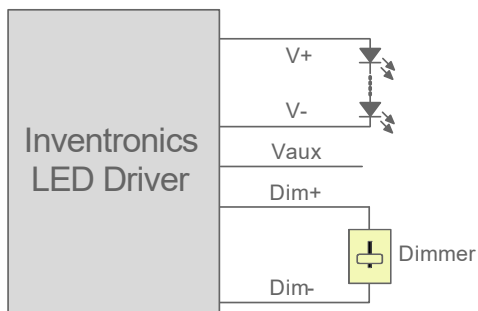 Inventronics
LED Driver
V+
V-
Vaux
Dim+
Dimmer
Dim-